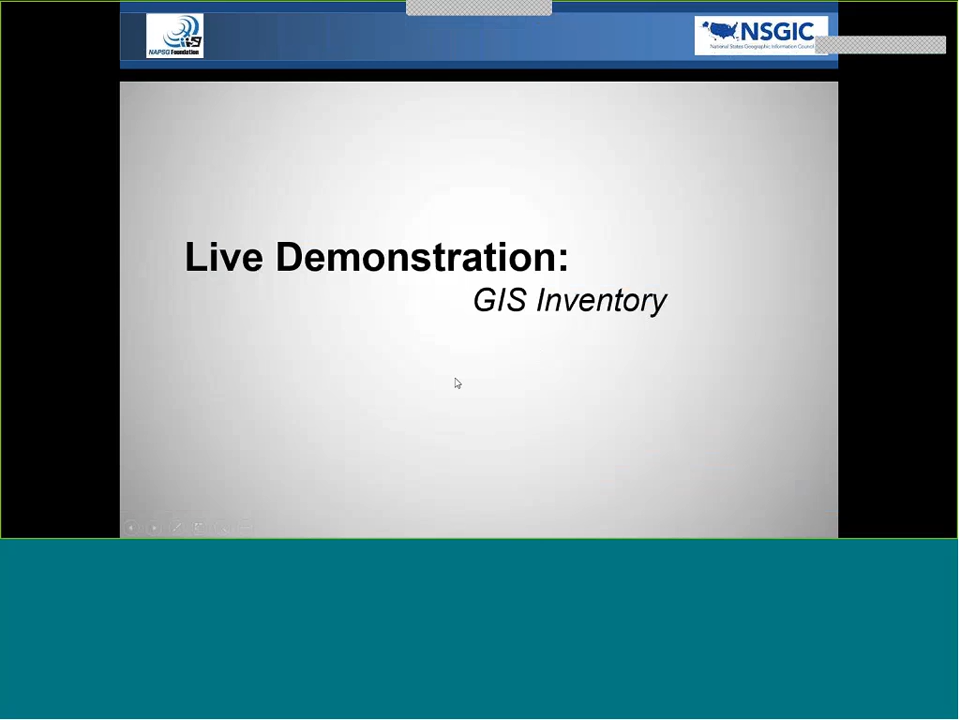 NAPSG Foundation
NSGIC
National States Geographic Information Council
Live Demonstration:
GIS Inventory